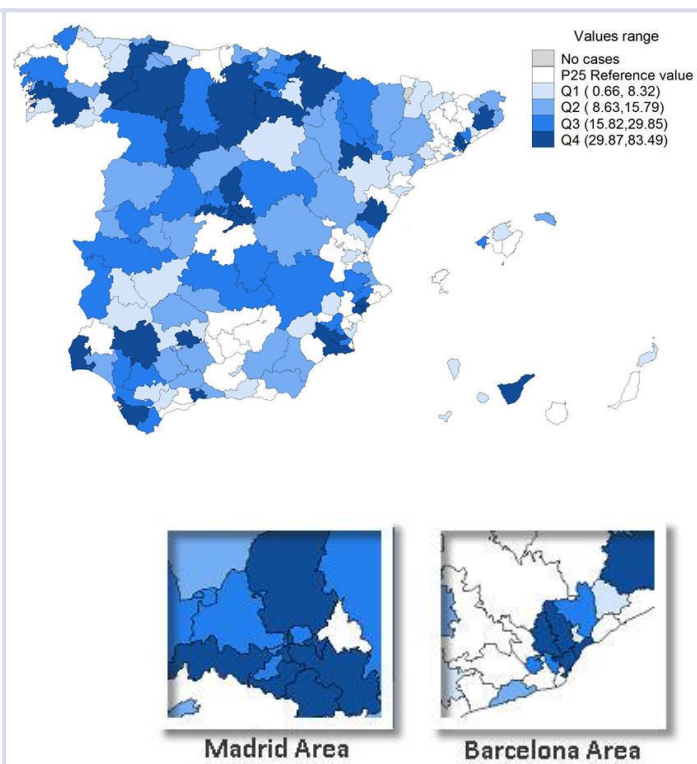 Values range
No cases
P25 Reference value
Q1 ( 0.66, 8.32)
Q2 ( 8.63,15.79)
Q3 (15.82,29.85)
Q4 (29.87,83.49)
Madrid Area
Barcelona Area